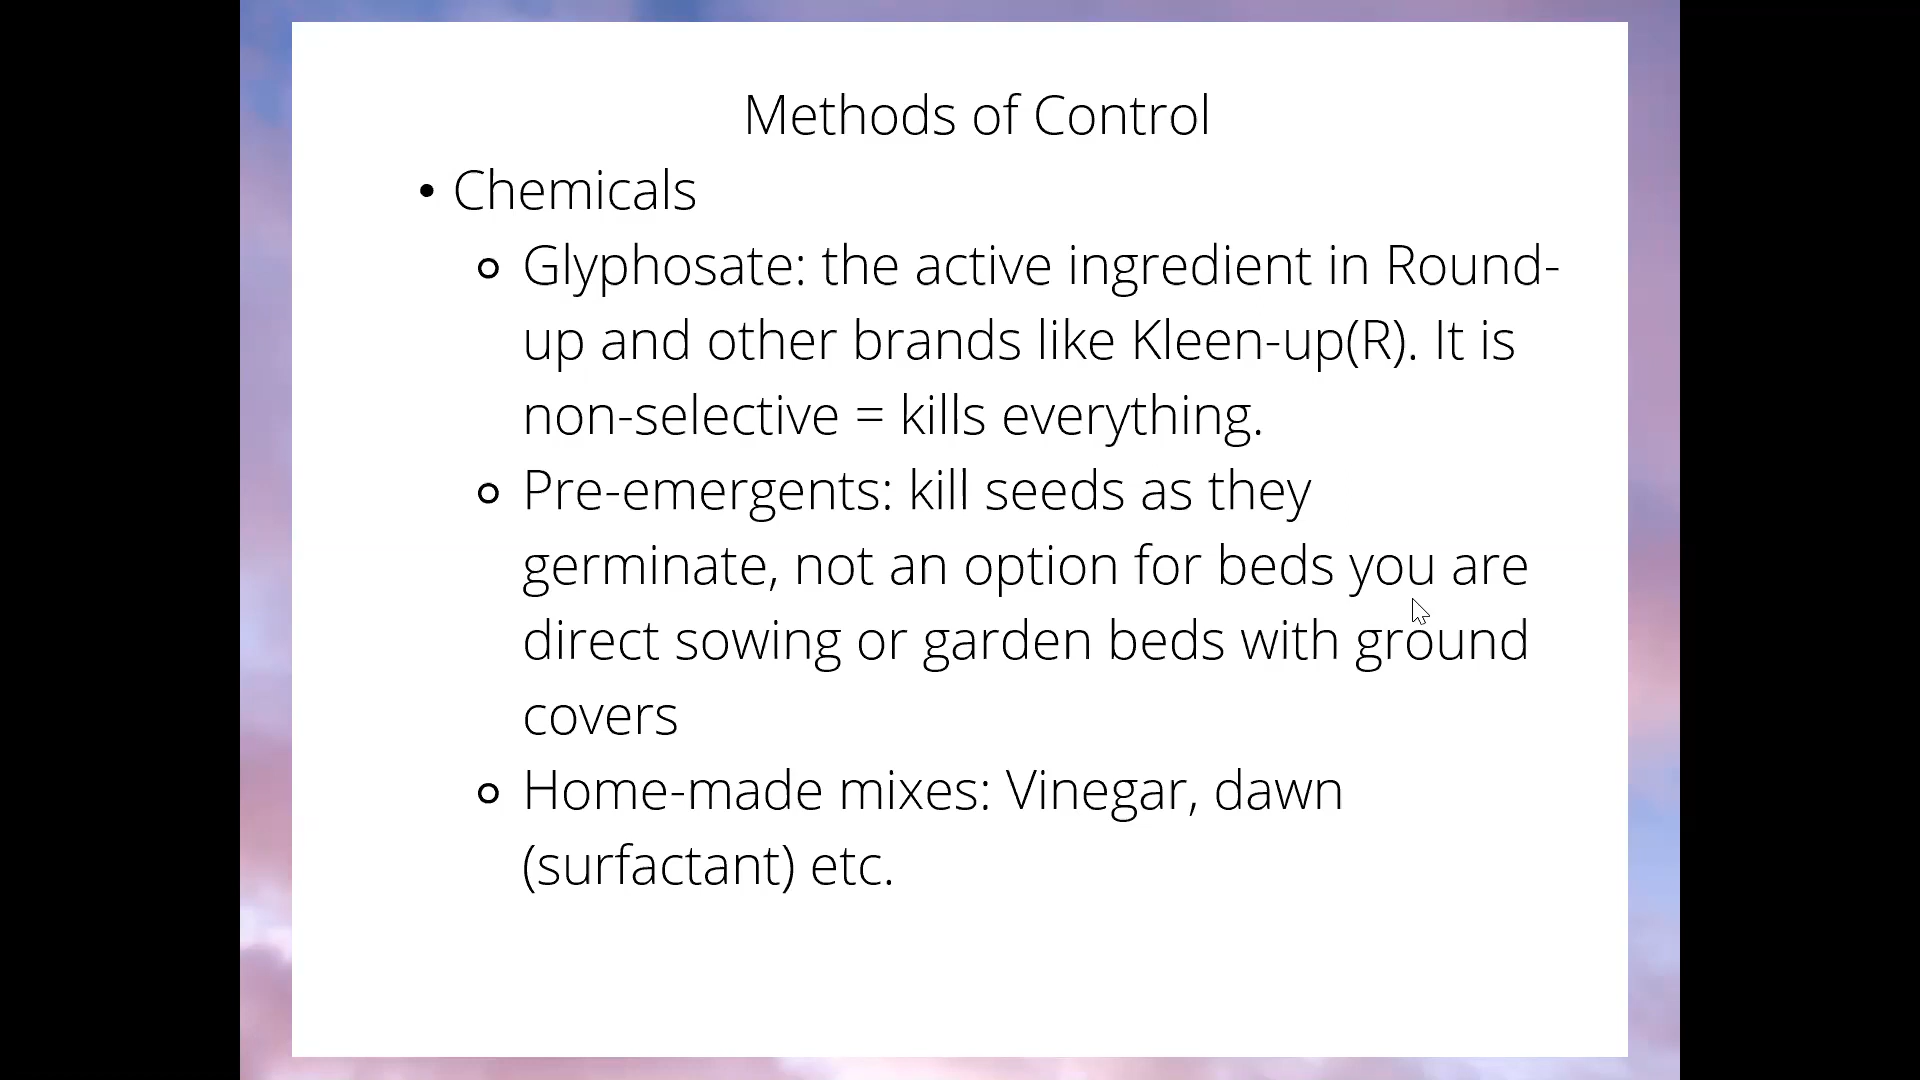 Methods of Control
• Chemicals
o Glyphosate: the active ingredient in Round-
up and other brands like Kleen-up(R). It is
non-selective = kills everything.
o Pre-emergents: kill seeds as they
germinate, not an option for beds you are
direct sowing or garden beds with ground
covers
o Home-made mixes: Vinegar, dawn
(surfactant) etc.